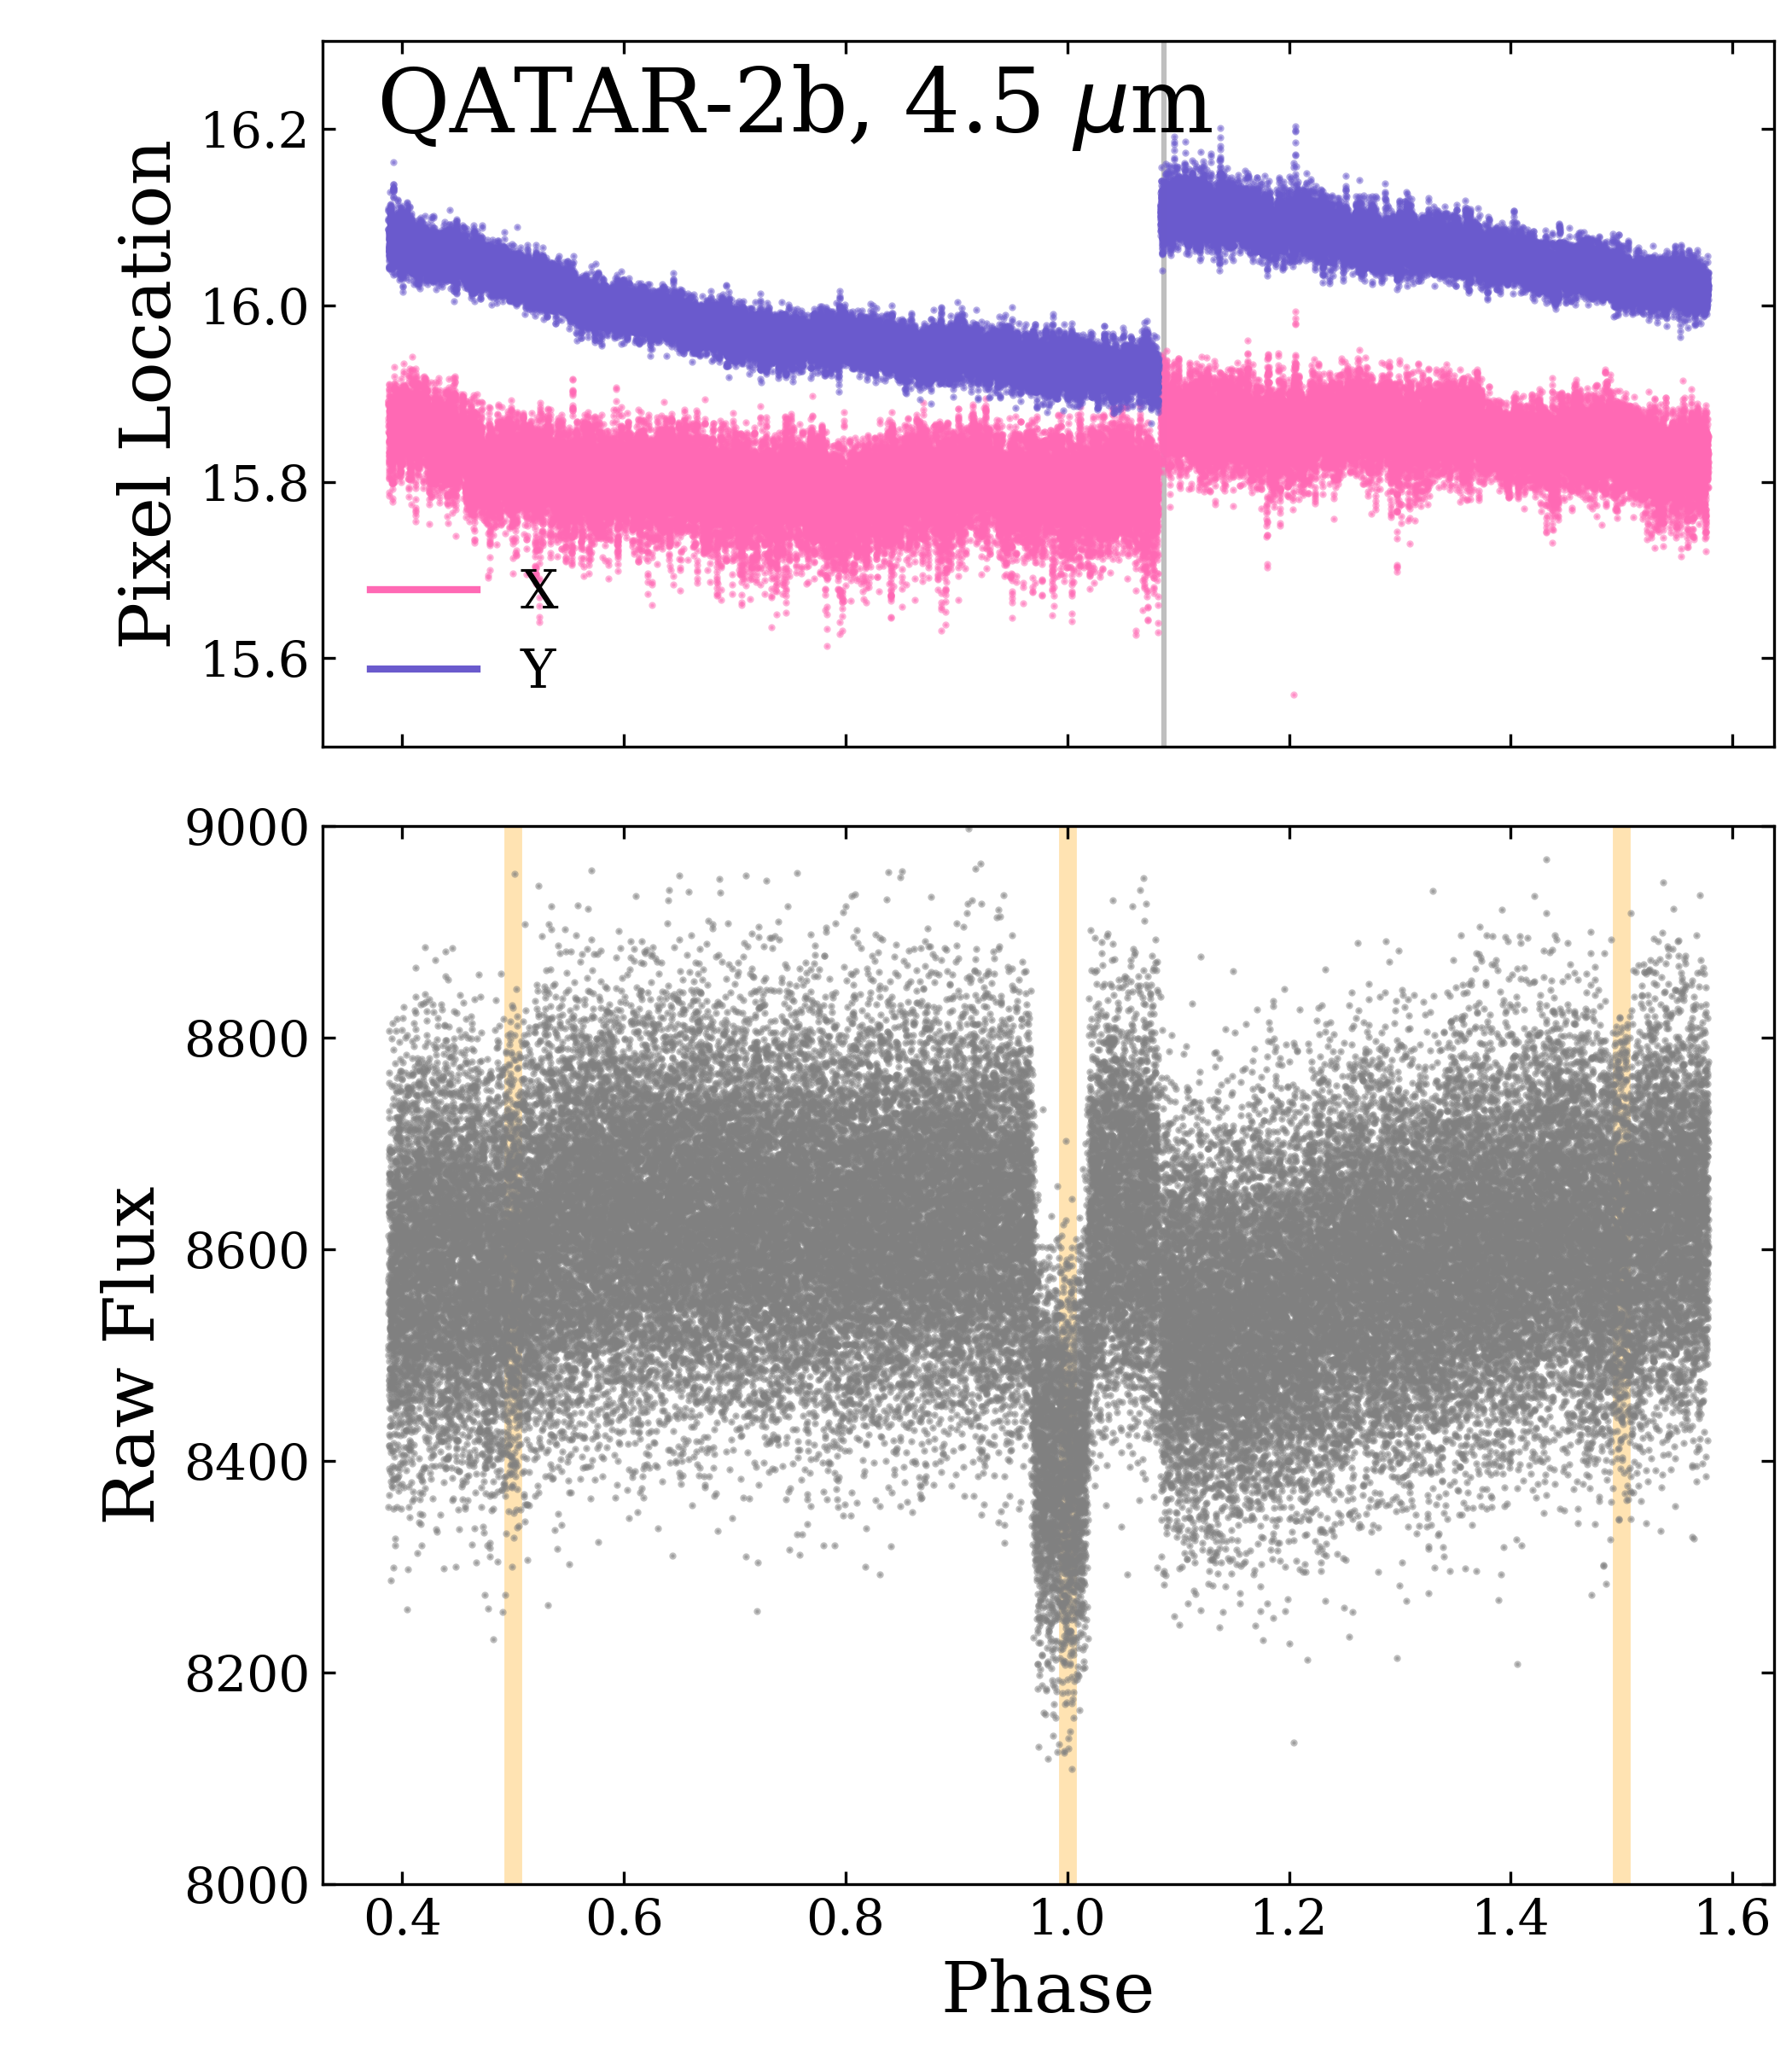 QATAR-2b, 4.5 μm
Pixel Location
16.2
16.0
15.8
15.6
X
Y
Raw Flux
9000
8800
8600
8400
8200
8000
0.4 0.6 0.8 1.0 1.2 1.4 1.6
Phase